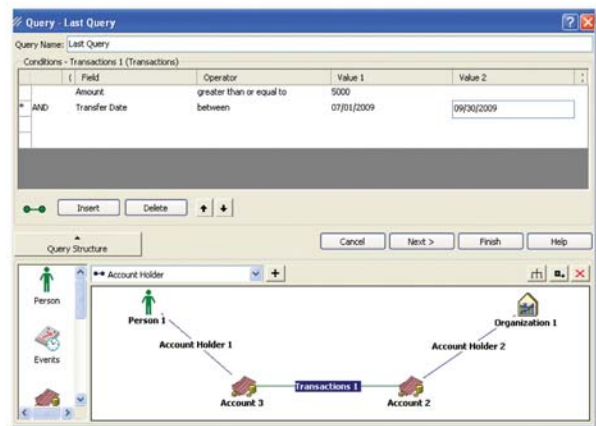 Query - Last Query
Query Name: Last Query
Conditions - Transactions 1 (Transactions)
( Field Operator Value 1 Value 2 :
Amount greater than or equal to 5000
* AND Transfer Date between 07/01/2009 09/30/2009
Insert Delete
Query Structure Cancel Next > Finish Help
Account Holder
Person
Events
Person 1 Organization 1
Account Holder 1 Account Holder 2
Transactions 1
Account 3 Account 2